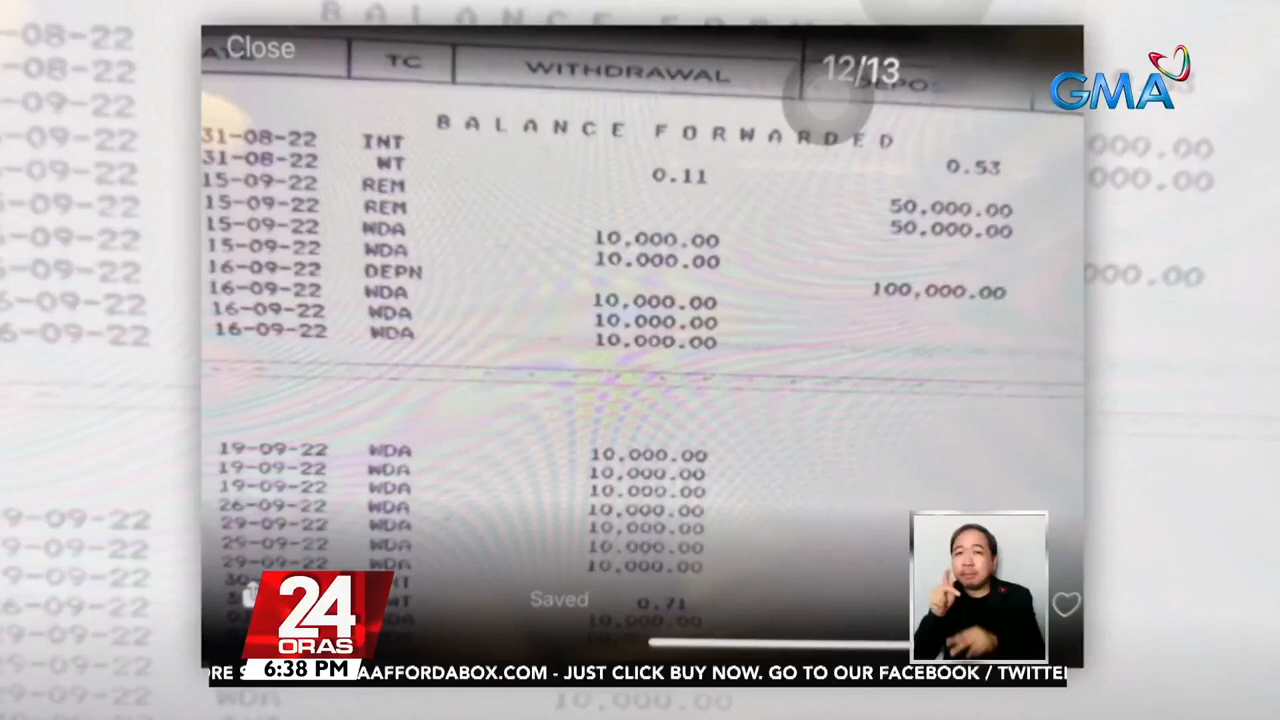 BALANCE FORW
Close
12/13
TC WITHDRAWAL DEPOS
GMA
BALANCE FORWARDED
31-08-22 INT 0.53
31-08-22 WT 0.11
15-09-22 REM 50,000.00
15-09-22 REM 50,000.00
15-09-22 WDA 10,000.00
15-09-22 WDA 10,000.00
16-09-22 DEPN 100,000.00
16-09-22 WDA 10,000.00
16-09-22 WDA 10,000.00
16-09-22 WDA 10,000.00
19-09-22 WDA 10,000.00
19-09-22 WDA 10,000.00
19-09-22 WDA 10,000.00
26-09-22 WDA 10,000.00
29-09-22 WDA 10,000.00
29-09-22 WDA 10,000.00
29-09-22 WDA 10,000.00
0.71
10,000.00
Saved
24
ORAS
6:38 PM
ORE S AAFFORDABOX.COM - JUST CLICK BUY NOW. GO TO OUR FACEBOOK / TWITTE